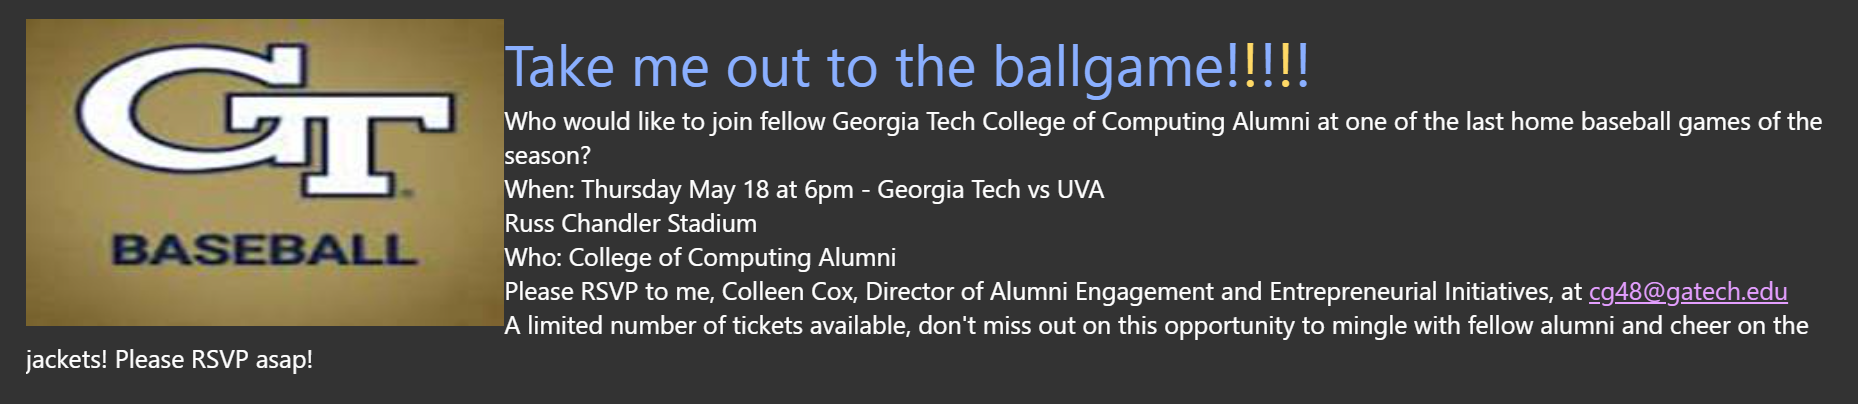 GT
BASEBALL
Take me out to the ballgame!!!!!
Who would like to join fellow Georgia Tech College of Computing Alumni at one of the last home baseball games of the
season?
When: Thursday May 18 at 6pm - Georgia Tech vs UVA
Russ Chandler Stadium
Who: College of Computing Alumni
Please RSVP to me, Colleen Cox, Director of Alumni Engagement and Entrepreneurial Initiatives, at cg48@gatech.edu
A limited number of tickets available, don't miss out on this opportunity to mingle with fellow alumni and cheer on the
jackets! Please RSVP asap!